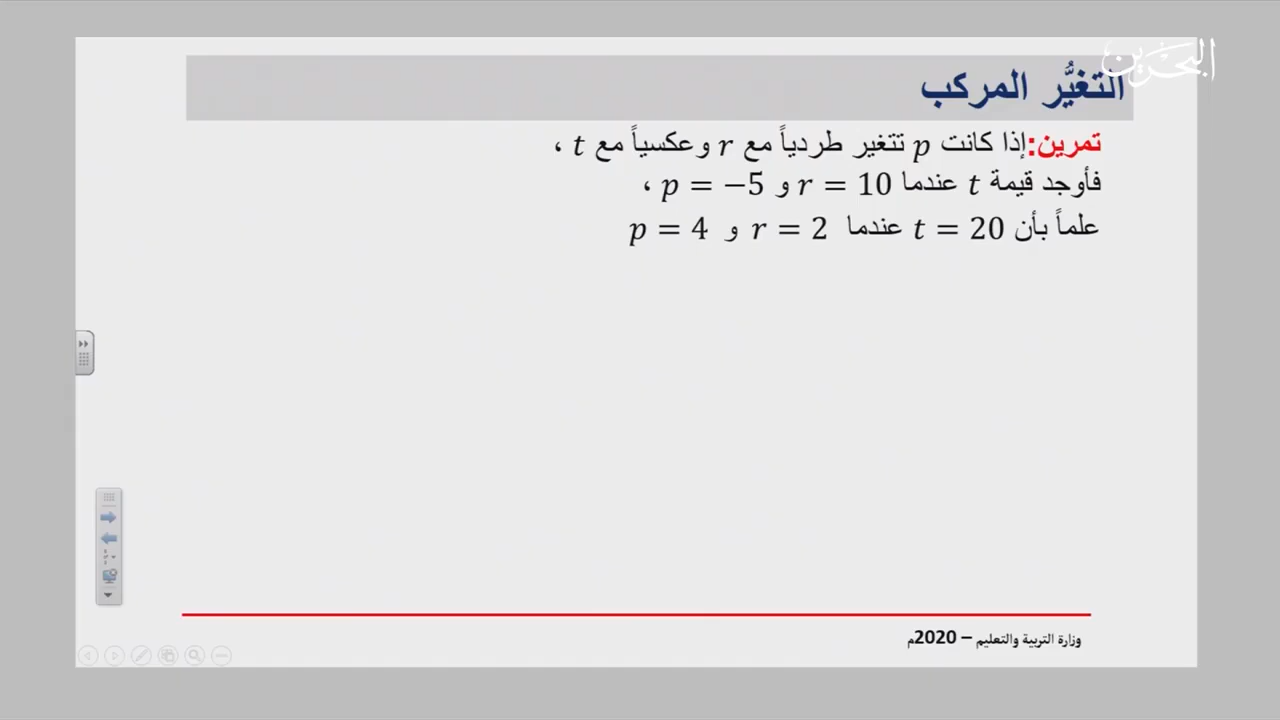 البحرين
التغيُّر المركب
تمرين:إذا كانت p تتغير طردياً مع r وعكسياً مع t ،
فأوجد قيمة t عندما r = 10 و p = −5 ،
علماً بأن t = 20 عندما r = 2 و p = 4
وزارة التربية والتعليم – 2020م